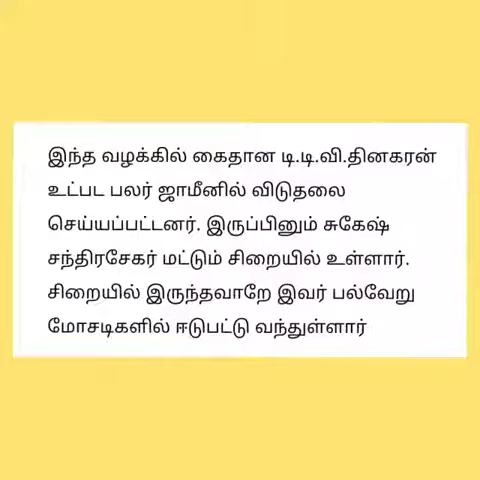 இந்த வழக்கில் கைதான டி.டி.வி.தினகரன்
உட்பட பலர் ஜாமீனில் விடுதலை
செய்யப்பட்டனர். இருப்பினும் சுகேஷ்
சந்திரசேகர் மட்டும் சிறையில் உள்ளார்.
சிறையில் இருந்தவாறே இவர் பல்வேறு
மோசடிகளில் ஈடுபட்டு வந்துள்ளார்